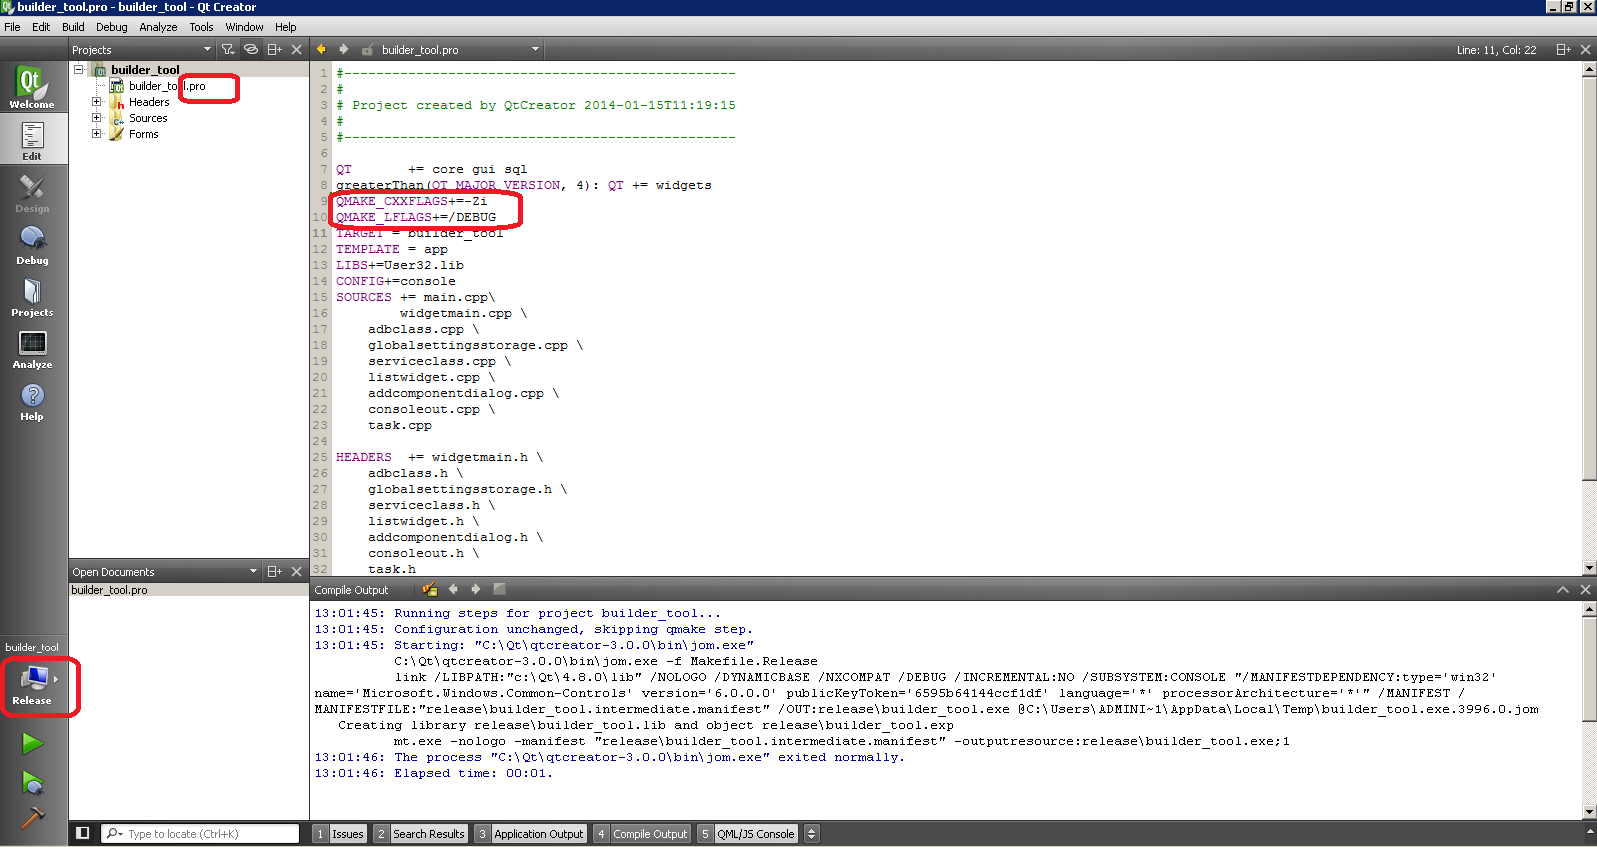 builder_tool.pro - builder_tool - Qt Creator
File Edit Build Debug Analyze Tools Window Help
Projects
builder_tool.pro
Line: 11, Col: 22
Welcome
Edit
Design
Debug
Projects
Analyze
Help
builder_tool
builder_tool.pro
Headers
Sources
Forms
1 #-------------------------------------------------
2 #
3 # Project created by QtCreator 2014-01-15T11:19:15
4 #
5 #-------------------------------------------------
6
7 QT       += core gui sql
8 greaterThan(QT_MAJOR_VERSION, 4): QT += widgets
9 QMAKE_CXXFLAGS+=-Zi
10 QMAKE_LFLAGS+=/DEBUG
11 TARGET = builder_tool
12 TEMPLATE = app
13 LIBS+=User32.lib
14 CONFIG+=console
15 SOURCES += main.cpp\
16         widgetmain.cpp \
17     adbclass.cpp \
18     globalsettingsstorage.cpp \
19     serviceclass.cpp \
20     listwidget.cpp \
21     addcomponentdialog.cpp \
22     consoleout.cpp \
23     task.cpp
24
25 HEADERS  += widgetmain.h \
26     adbclass.h \
27     globalsettingsstorage.h \
28     serviceclass.h \
29     listwidget.h \
30     addcomponentdialog.h \
31     consoleout.h \
32     task.h
Open Documents
builder_tool.pro
builder_tool
Release
Compile Output
13:01:45: Running steps for project builder_tool...
13:01:45: Configuration unchanged, skipping qmake step.
13:01:45: Starting: "C:\Qt\qtcreator-3.0.0\bin\jom.exe"
C:\Qt\qtcreator-3.0.0\bin\jom.exe -f Makefile.Release
link /LIBPATH:"c:\Qt\4.8.0\lib" /NOLOGO /DYNAMICBASE /NXCOMPAT /DEBUG /INCREMENTAL:NO /SUBSYSTEM:CONSOLE "/MANIFESTDEPENDENCY:type='win32'
name='Microsoft.Windows.Common-Controls' version='6.0.0.0' publicKeyToken='6595b64144ccf1df' language='*' processorArchitecture='*'" /MANIFEST /
MANIFESTFILE:"release\builder_tool.intermediate.manifest" /OUT:release\builder_tool.exe @C:\Users\ADMINI~1\AppData\Local\Temp\builder_tool.exe.3996.0.jom
Creating library release\builder_tool.lib and object release\builder_tool.exp
mt.exe -nologo -manifest "release\builder_tool.intermediate.manifest" -outputresource:release\builder_tool.exe;1
13:01:46: The process "C:\Qt\qtcreator-3.0.0\bin\jom.exe" exited normally.
13:01:46: Elapsed time: 00:01.
Type to locate (Ctrl+K)
1 Issues 2 Search Results 3 Application Output 4 Compile Output 5 QML/JS Console